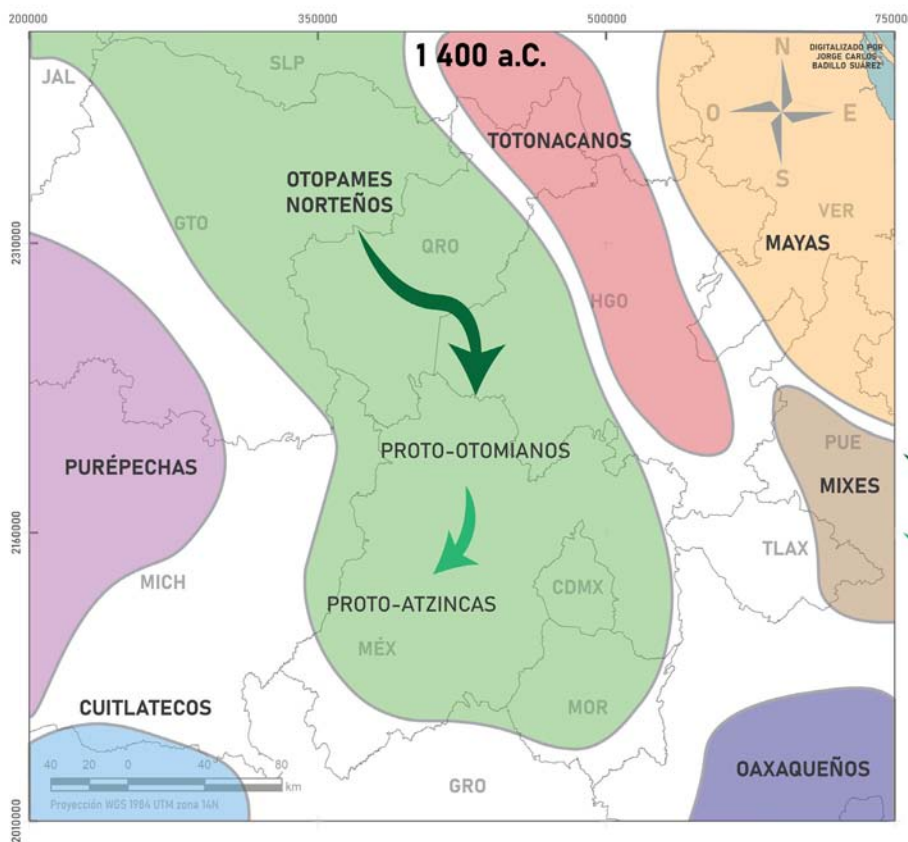 200000 350000 500000 75000
1 400 a.C.
DIGITALIZADO POR
JORGE CARLOS
BADILLO SUÁREZ
N
O E
S
JAL
SLP
TOTONACANOS
OTOPAMES
NORTEÑOS
GTO
QRO
VER
MAYAS
2310000
HGO
PROTO-OTOMIANOS
PUE
PURÉPECHAS
MIXES
2160000
TLAX
MICH
CDMX
PROTO-ATZINCAS
MÉX
CUITLATECOS
MOR
OAXAQUEÑOS
GRO
40 20 0 40 80
km
Proyección WGS 1984 UTM zona 14N
2010000